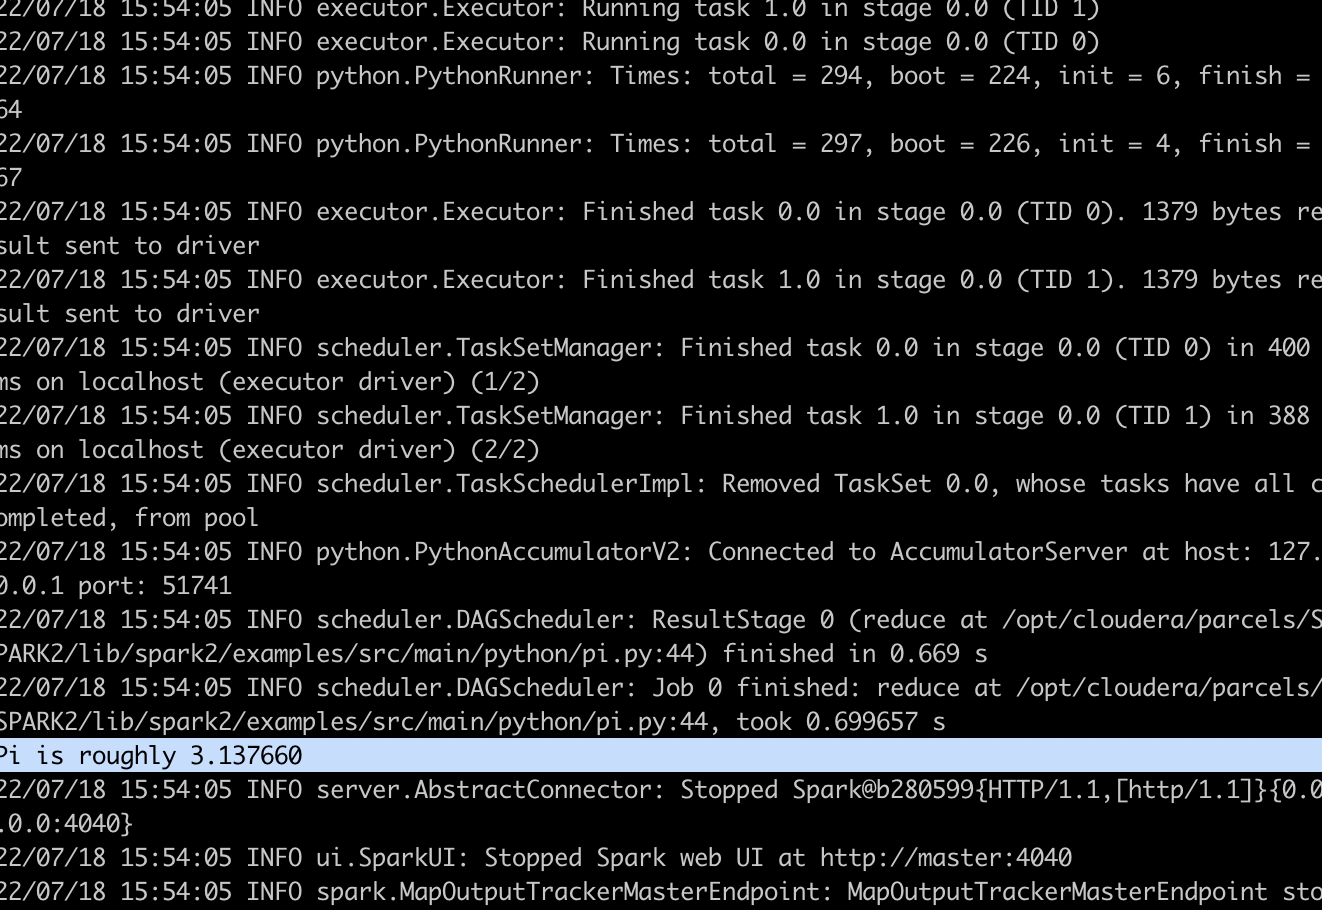 22/07/18 15:54:05 INFO executor.Executor: Running task 1.0 in stage 0.0 (TID 1)
22/07/18 15:54:05 INFO executor.Executor: Running task 0.0 in stage 0.0 (TID 0)
22/07/18 15:54:05 INFO python.PythonRunner: Times: total = 294, boot = 224, init = 6, finish =
64
22/07/18 15:54:05 INFO python.PythonRunner: Times: total = 297, boot = 226, init = 4, finish =
67
22/07/18 15:54:05 INFO executor.Executor: Finished task 0.0 in stage 0.0 (TID 0). 1379 bytes re
sult sent to driver
22/07/18 15:54:05 INFO executor.Executor: Finished task 1.0 in stage 0.0 (TID 1). 1379 bytes re
sult sent to driver
22/07/18 15:54:05 INFO scheduler.TaskSetManager: Finished task 0.0 in stage 0.0 (TID 0) in 400
ms on localhost (executor driver) (1/2)
22/07/18 15:54:05 INFO scheduler.TaskSetManager: Finished task 1.0 in stage 0.0 (TID 1) in 388
ms on localhost (executor driver) (2/2)
22/07/18 15:54:05 INFO scheduler.TaskSchedulerImpl: Removed TaskSet 0.0, whose tasks have all c
ompleted, from pool
22/07/18 15:54:05 INFO python.PythonAccumulatorV2: Connected to AccumulatorServer at host: 127.
0.0.1 port: 51741
22/07/18 15:54:05 INFO scheduler.DAGScheduler: ResultStage 0 (reduce at /opt/cloudera/parcels/S
PARK2/lib/spark2/examples/src/main/python/pi.py:44) finished in 0.669 s
22/07/18 15:54:05 INFO scheduler.DAGScheduler: Job 0 finished: reduce at /opt/cloudera/parcels/
SPARK2/lib/spark2/examples/src/main/python/pi.py:44, took 0.699657 s
Pi is roughly 3.137660
22/07/18 15:54:05 INFO server.AbstractConnector: Stopped Spark@b280599{HTTP/1.1,[http/1.1]}{0.0
.0.0:4040}
22/07/18 15:54:05 INFO ui.SparkUI: Stopped Spark web UI at http://master:4040
22/07/18 15:54:05 INFO spark.MapOutputTrackerMasterEndpoint: MapOutputTrackerMasterEndpoint sto